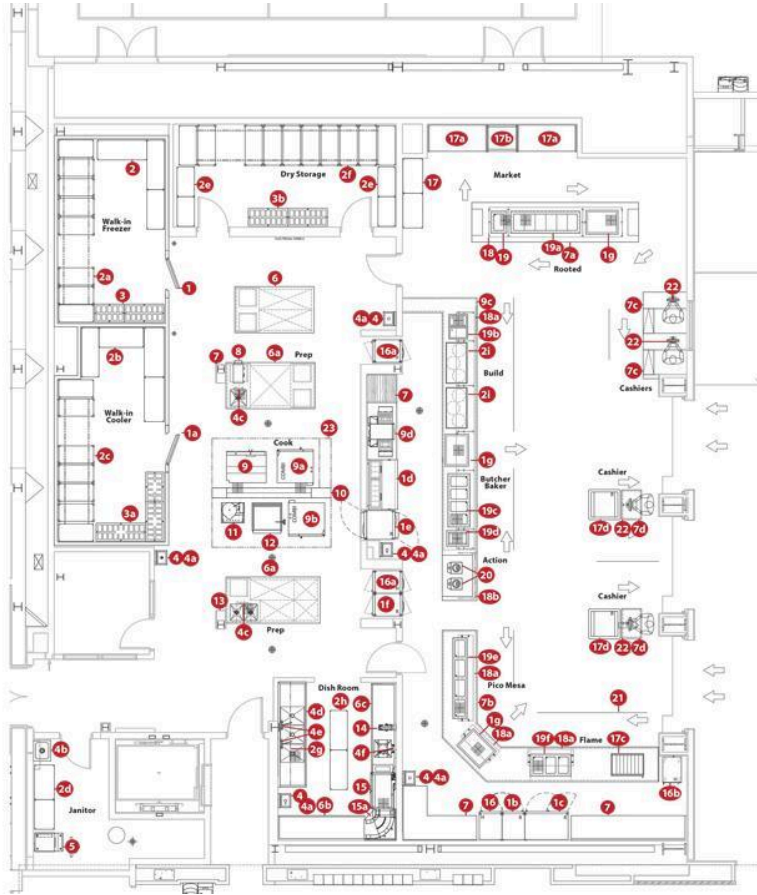 17a 17b 17a
2
Dry Storage
2f
2e
2e
Market
17
Walk-in
Freezer
3b
18 19
19a
7a
1g
Rooted
2a
1
3
6
22
7c
9c
4a 4
18a
19b
22
2b
7
8
6a
16a
2i
Prep
Build
7c
Cashiers
Walk-in
Cooler
4c
7
2i
1a
Cook
23
9d
2c
1g
9
9a
COMBI
1d
Butcher
Baker
Cashier
10
19c
11
12
9b
1e
17d 22 7d
3a
19d
4 4a
4 4a
6a
Action
20
16a
13
1f
18b
Cashier
4c
Prep
17d 22 7d
19e
18a
Dish Room
2h
6c
Pico Mesa
4d
7b
21
4e
14
1g
18a
Flame
2g
4f
19f 18a
17c
4b
4 4a
16b
2d
4
4a
6b
15
15a
7
16 1b
1c
7
Janitor
5